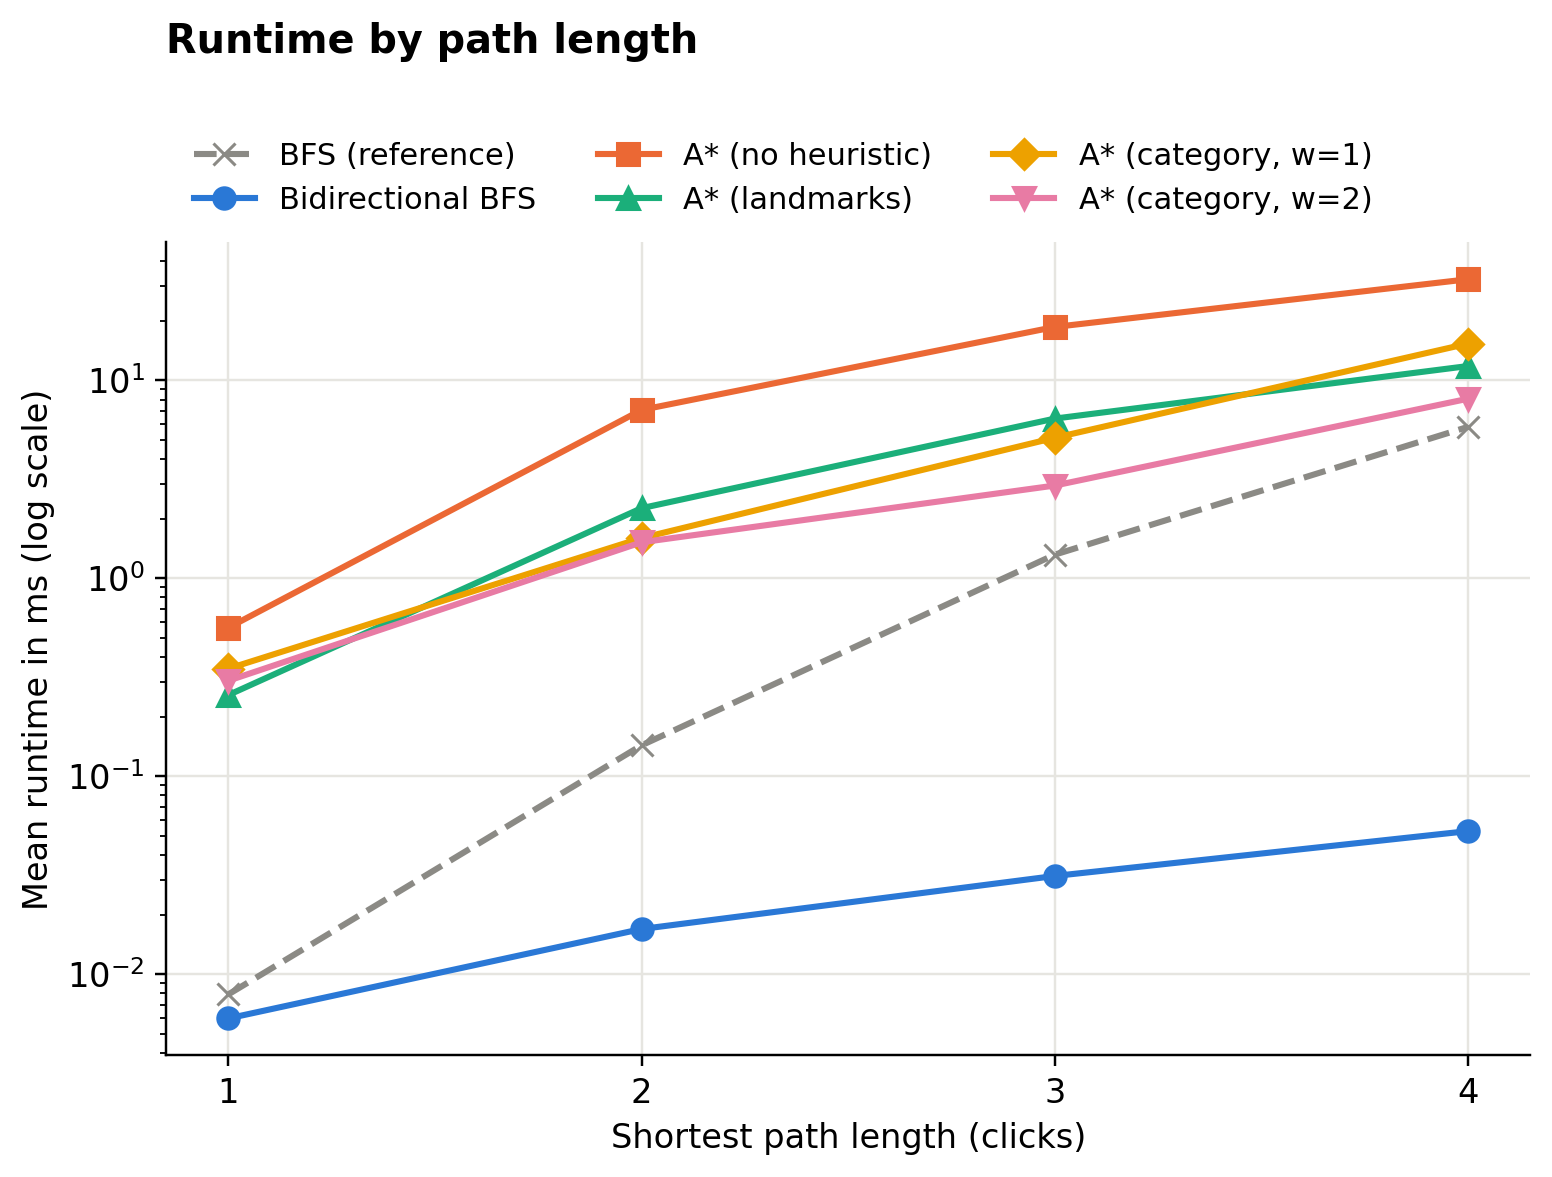 Runtime by path length
BFS (reference)
Bidirectional BFS
A* (no heuristic)
A* (landmarks)
A* (category, w=1)
A* (category, w=2)
Mean runtime in ms (log scale)
10¹
10⁰
10⁻¹
10⁻²
1 2 3 4
Shortest path length (clicks)